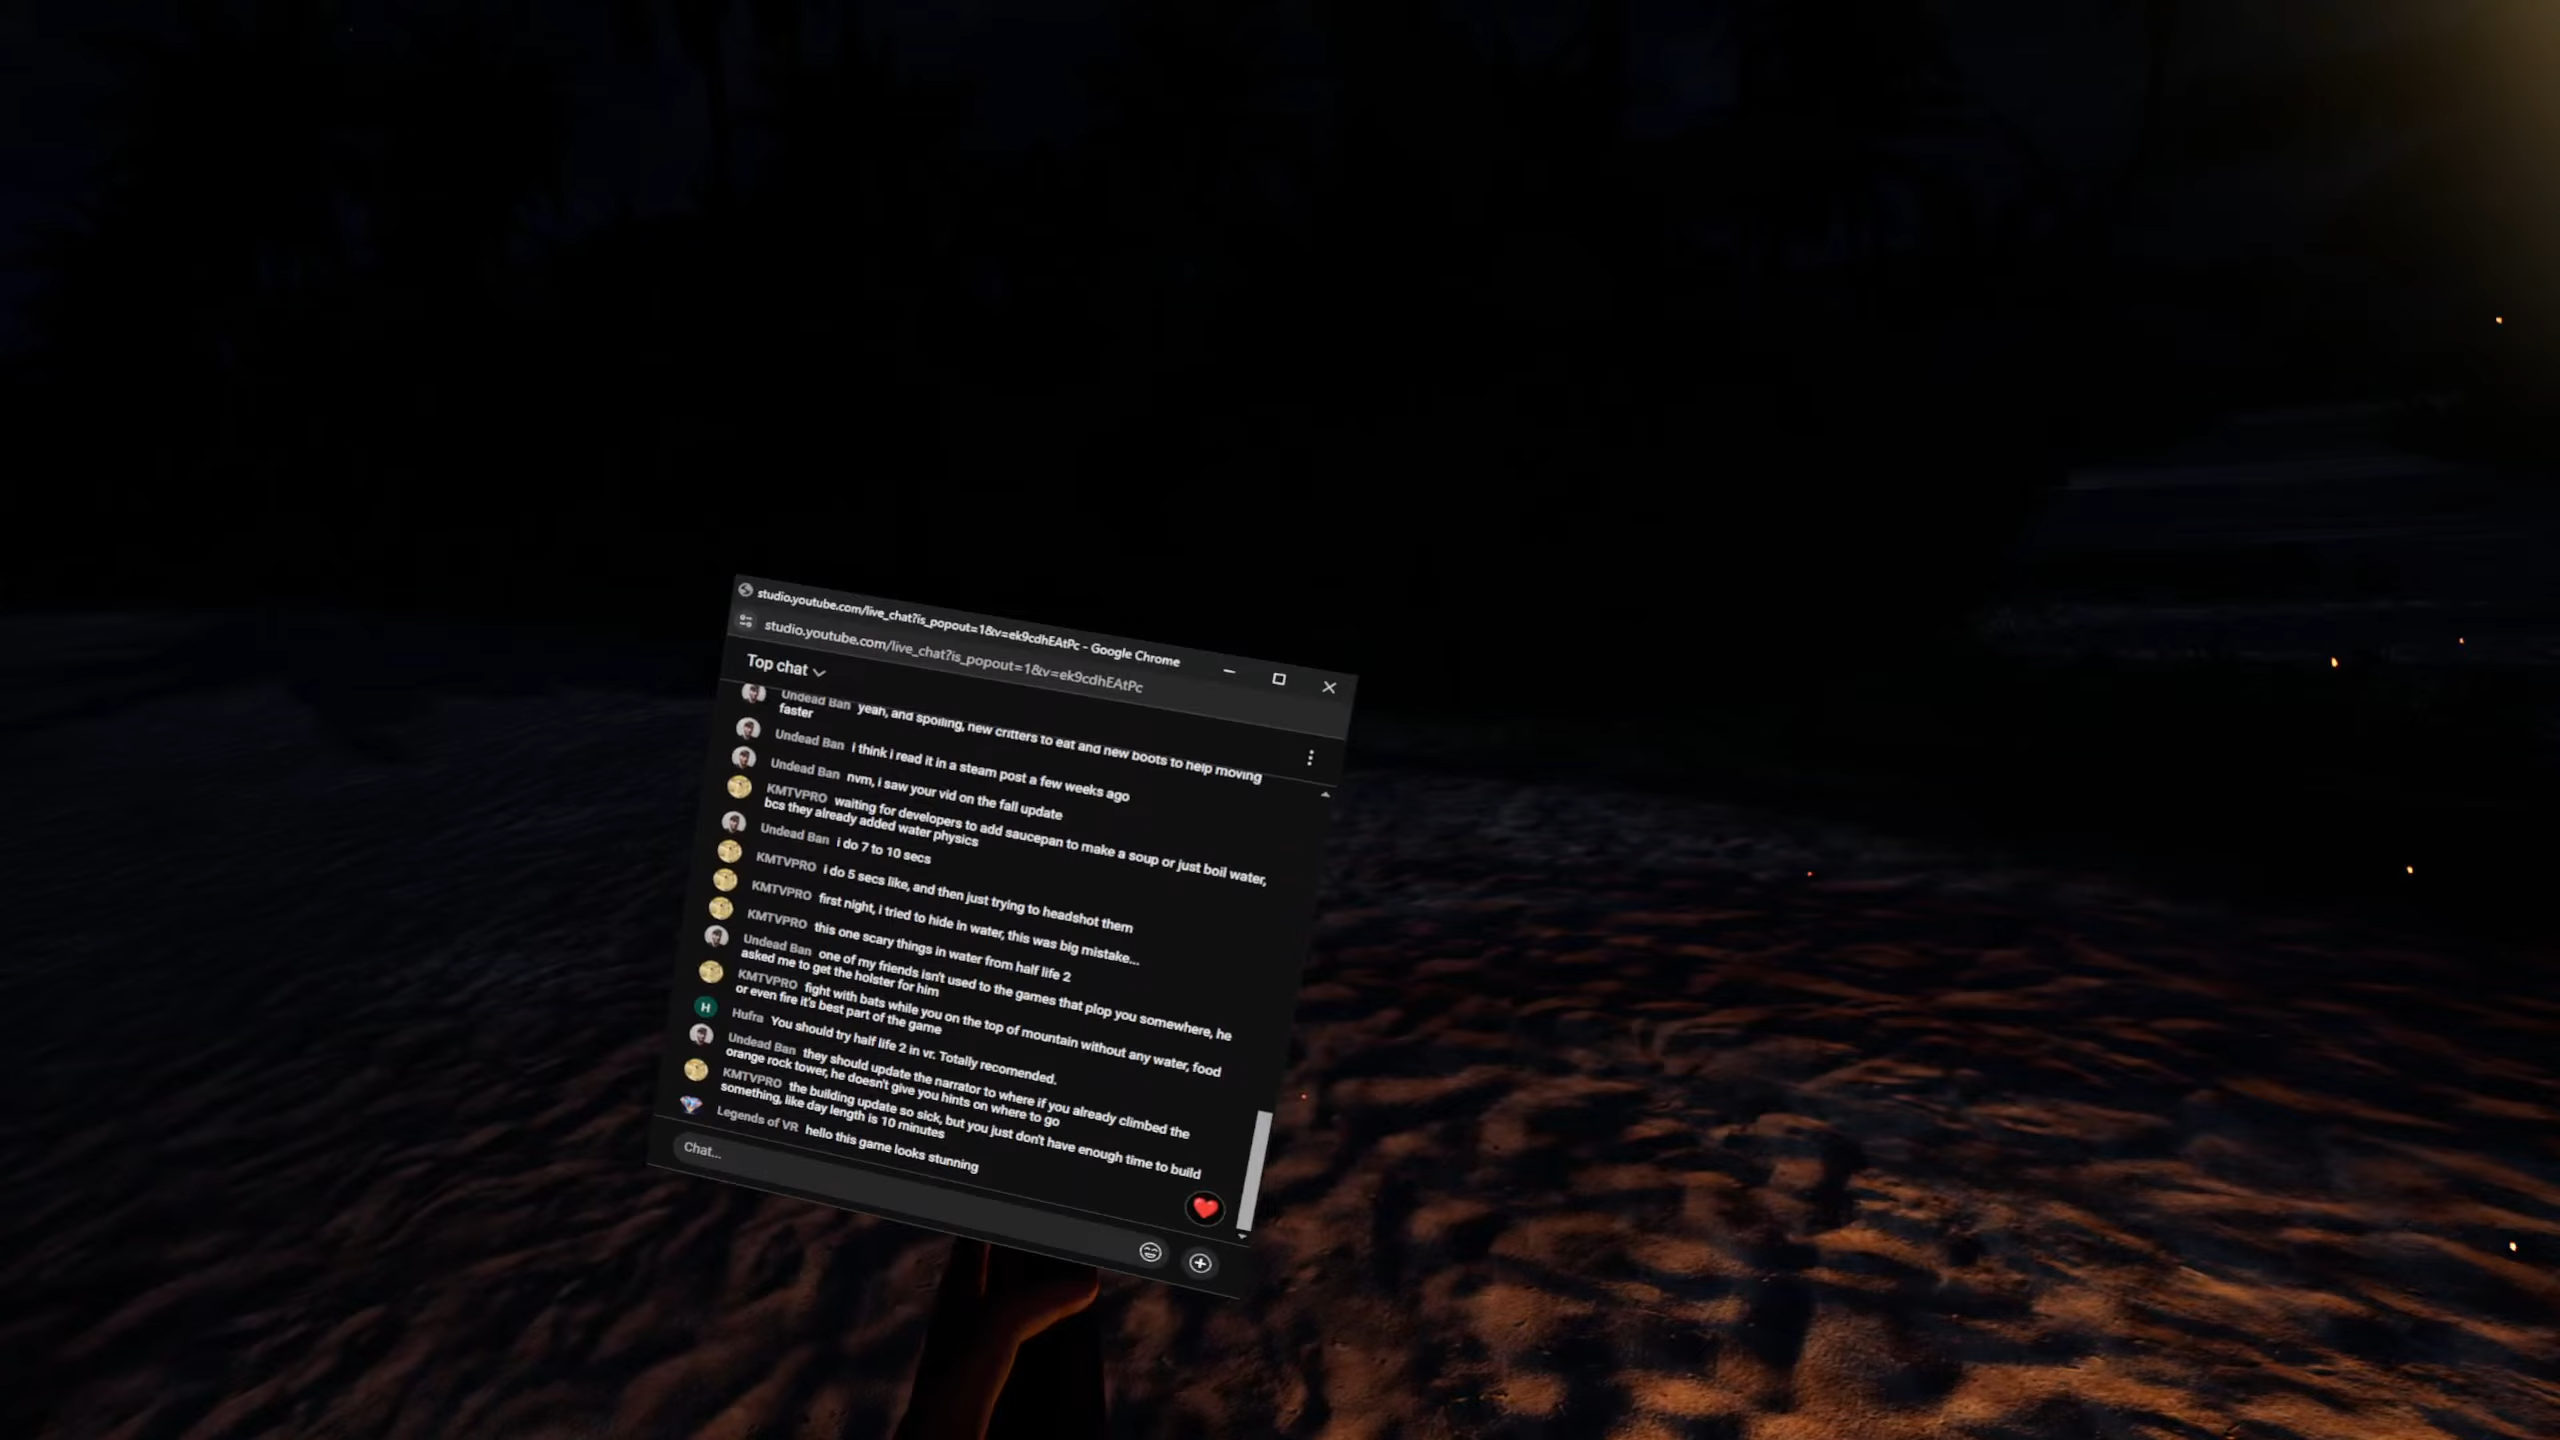 studio.youtube.com/live_chat?is_popout=1&v=ek9cdhEAtPc - Google Chrome
studio.youtube.com/live_chat?is_popout=1&v=ek9cdhEAtPc
Top chat
Undead Ban yeah, and spoiling, new critters to eat and new boots to help moving
faster
Undead Ban i think i read it in a steam post a few weeks ago
Undead Ban nvm, i saw your vid on the fall update
KMTVPRO waiting for developers to add saucepan to make a soup or just boil water,
bcs they already added water physics
Undead Ban i do 7 to 10 secs
KMTVPRO i do 5 secs like, and then just trying to headshot them
KMTVPRO first night, i tried to hide in water, this was big mistake...
KMTVPRO this one scary things in water from half life 2
Undead Ban one of my friends isn't used to the games that plop you somewhere, he
asked me to get the holster for him
KMTVPRO fight with bats while you on the top of mountain without any water, food
or even fire it's best part of the game
H Hufra You should try half life 2 in vr. Totally recomended.
Undead Ban they should update the narrator to where if you already climbed the
orange rock tower, he doesn't give you hints on where to go
KMTVPRO the building update so sick, but you just don't have enough time to build
something, like day length is 10 minutes
Legends of VR hello this game looks stunning
Chat...